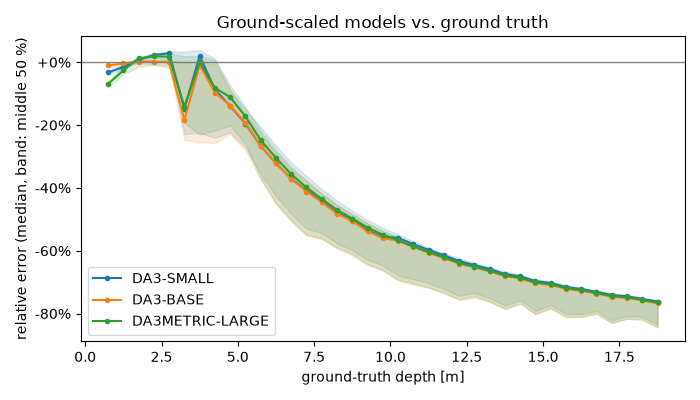 Ground-scaled models vs. ground truth
relative error (median, band: middle 50 %)
+0%
-20%
-40%
-60%
-80%
DA3-SMALL
DA3-BASE
DA3METRIC-LARGE
0.0 2.5 5.0 7.5 10.0 12.5 15.0 17.5
ground-truth depth [m]